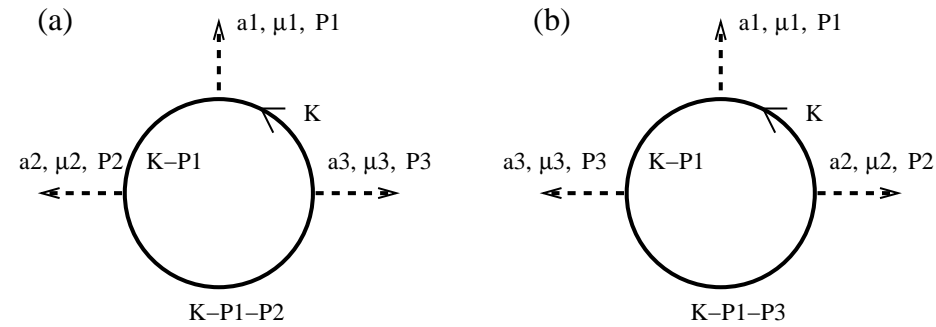 (a)
a1, μ1, P1
K
a2, μ2, P2
K–P1
a3, μ3, P3
K–P1–P2
(b)
a1, μ1, P1
K
a3, μ3, P3
K–P1
a2, μ2, P2
K–P1–P3